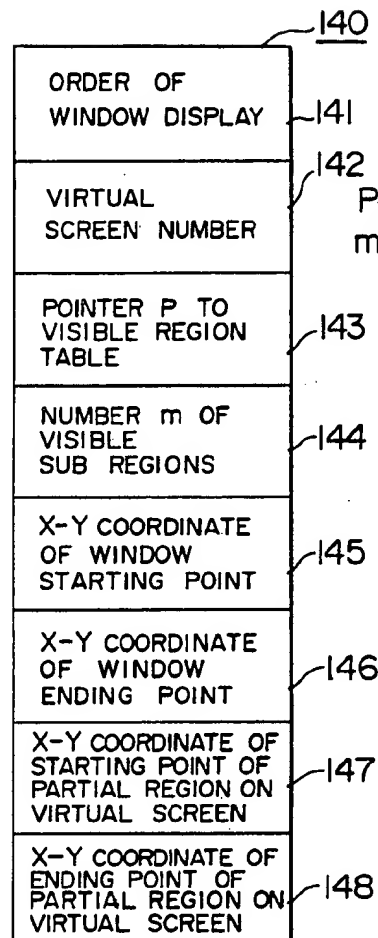 140
ORDER OF
WINDOW DISPLAY
141
142
VIRTUAL
SCREEN NUMBER
P
m
POINTER P TO
VISIBLE REGION
TABLE
143
NUMBER m OF
VISIBLE
SUB REGIONS
144
X-Y COORDINATE
OF WINDOW
STARTING POINT
145
X-Y COORDINATE
OF WINDOW
ENDING POINT
146
X-Y COORDINATE OF
STARTING POINT OF
PARTIAL REGION ON
VIRTUAL SCREEN
147
X-Y COORDINATE OF
ENDING POINT OF
PARTIAL REGION ON
VIRTUAL SCREEN
148